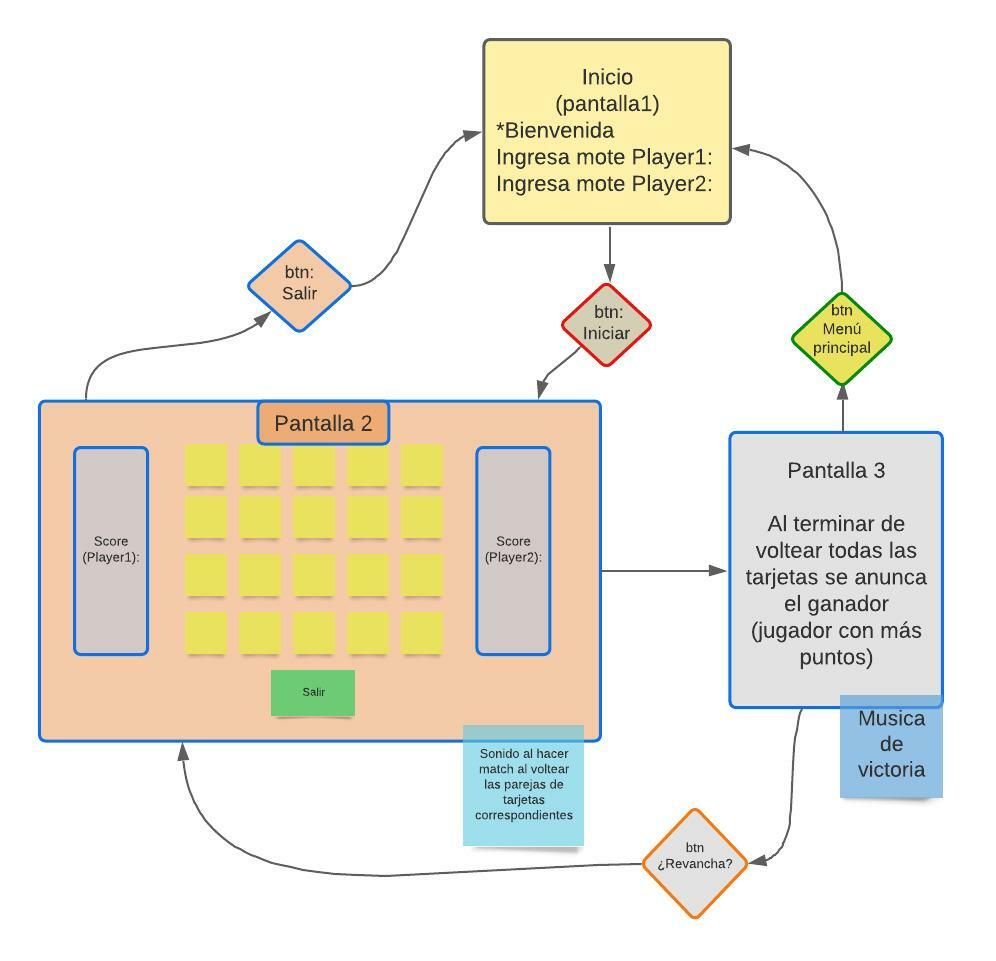 Inicio
(pantalla1)
*Bienvenida
Ingresa mote Player1:
Ingresa mote Player2:
btn:
Salir
btn:
Iniciar
btn
Menú
principal
Pantalla 2
Score
(Player1):
Score
(Player2):
Salir
Sonido al hacer
match al voltear
las parejas de
tarjetas
correspondientes
Pantalla 3
Al terminar de
voltear todas las
tarjetas se anunca
el ganador
(jugador con más
puntos)
Musica
de
victoria
btn
¿Revancha?